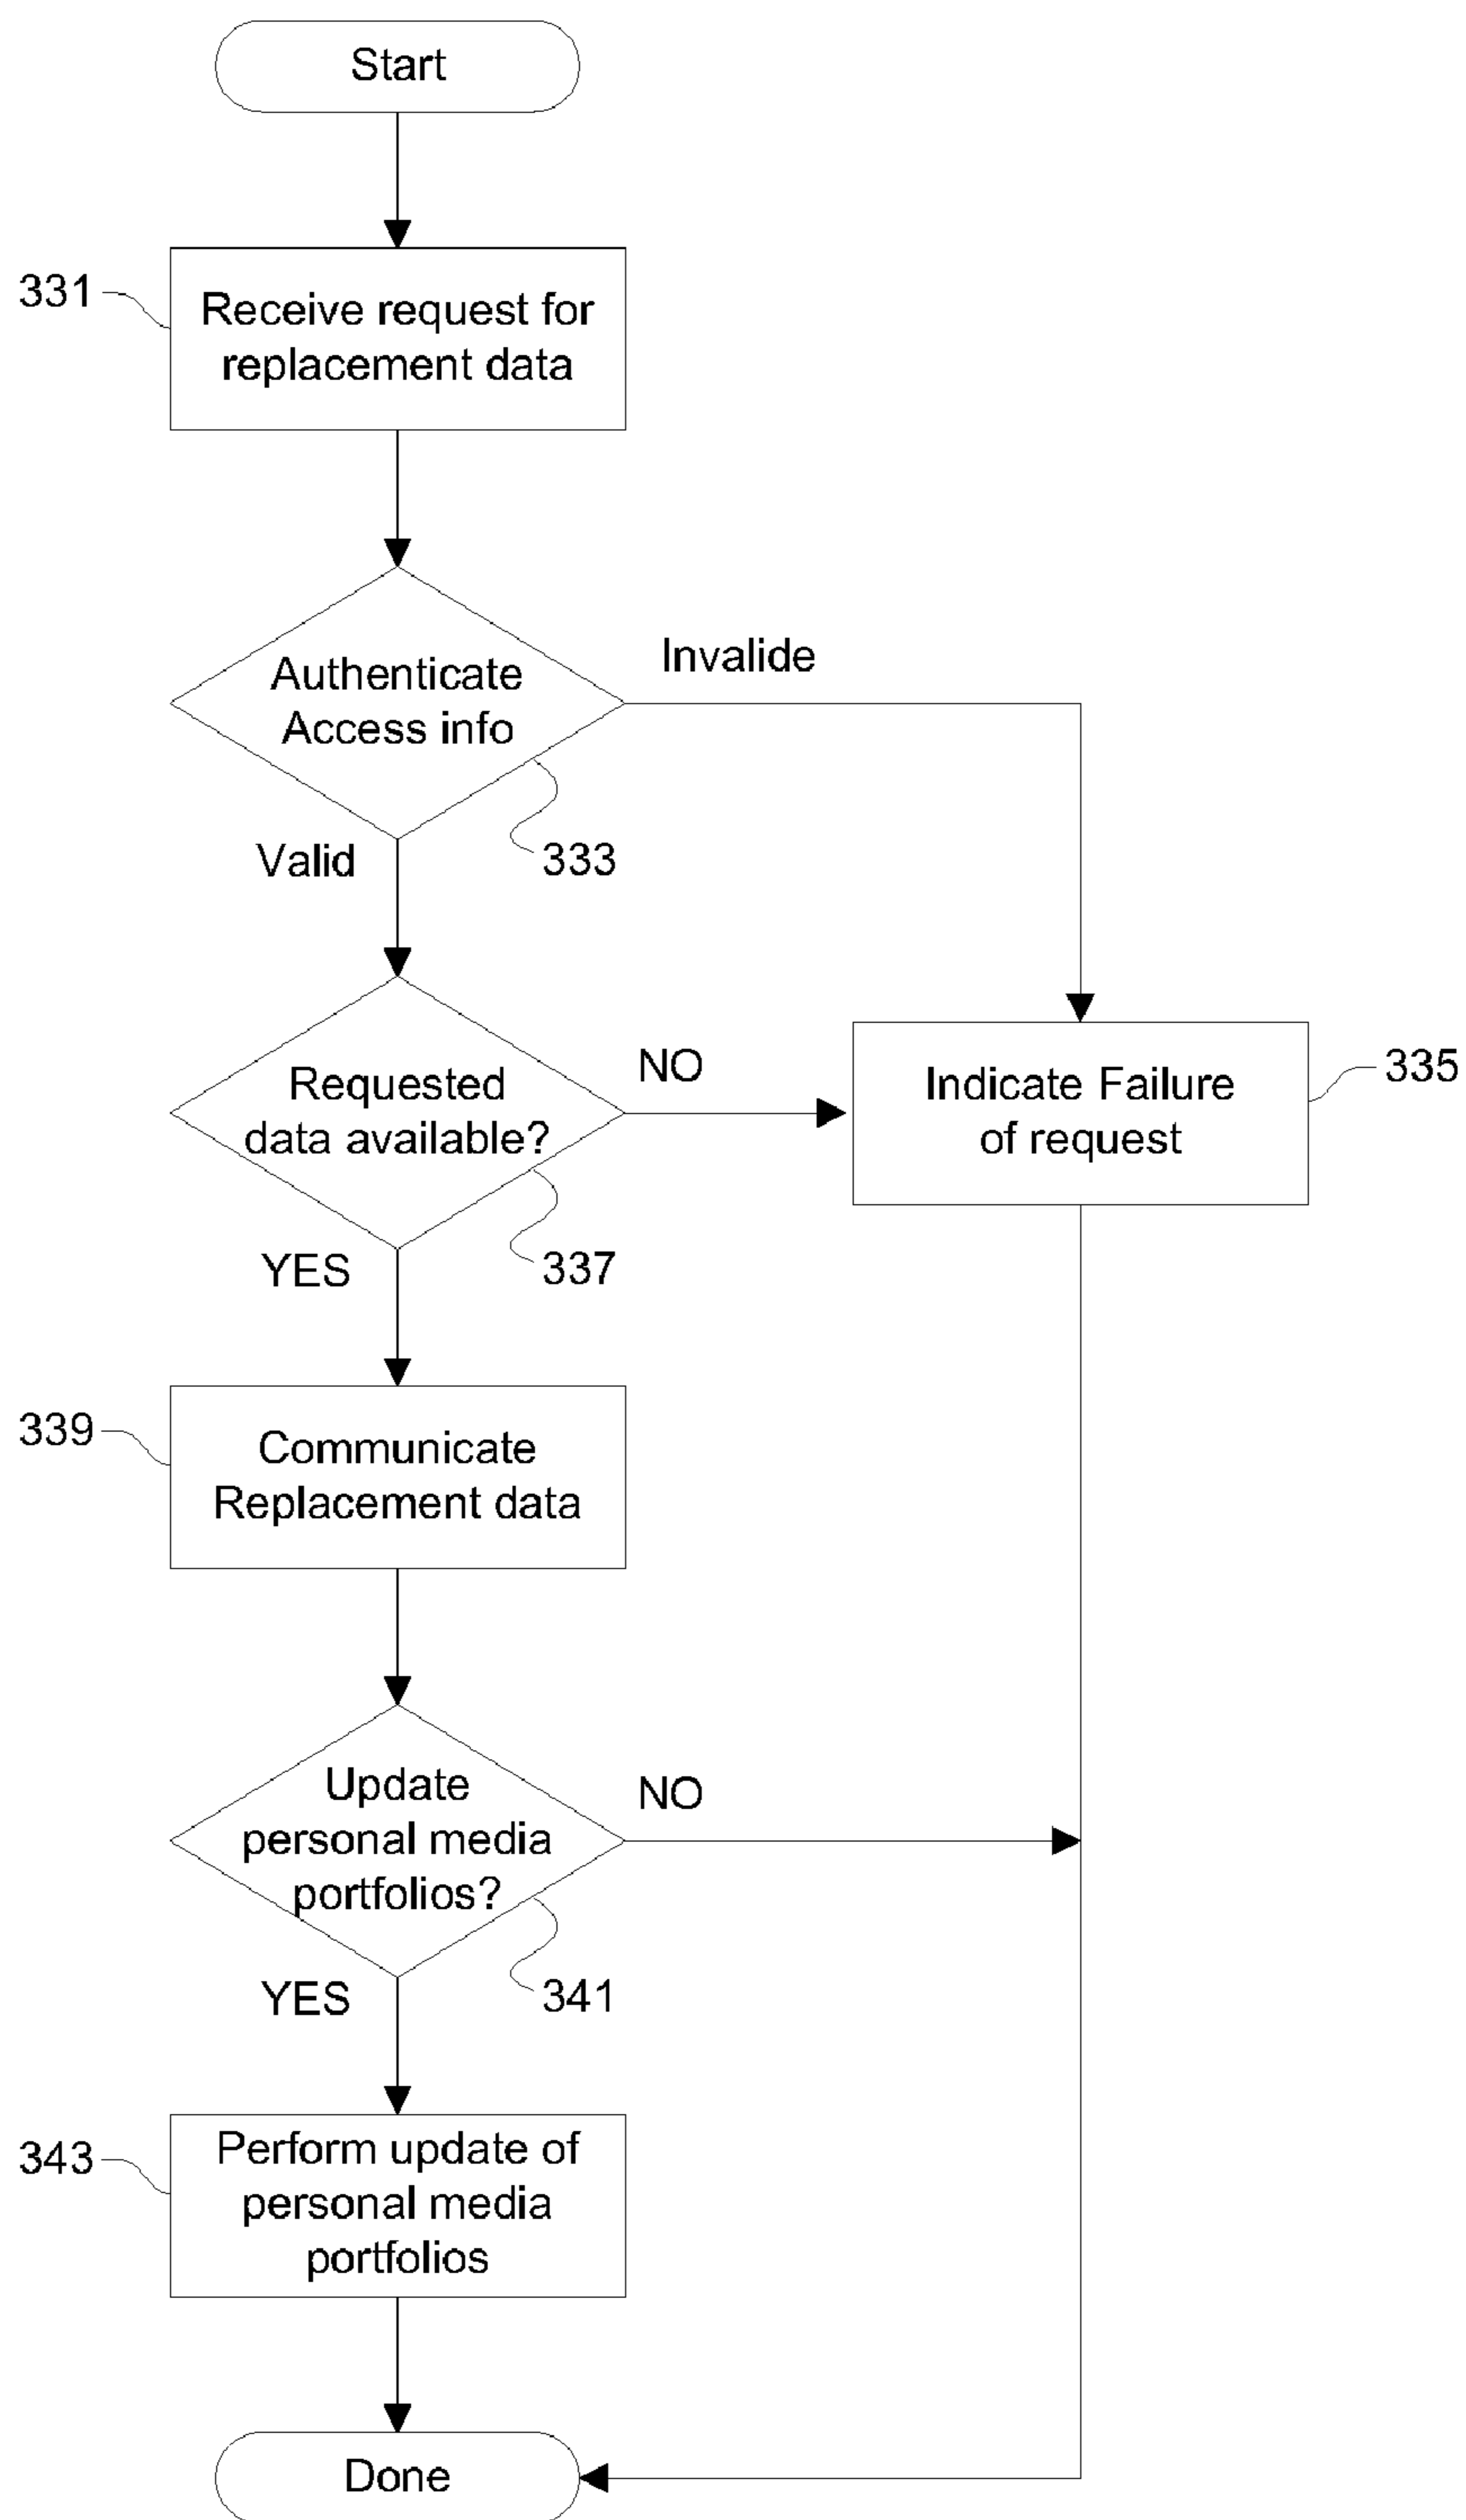 Start
331
Receive request for
replacement data
Authenticate
Access info
Invalide
333
Valid
Requested
data available?
NO
337
YES
Indicate Failure
of request
335
339
Communicate
Replacement data
Update
personal media
portfolios?
NO
341
YES
343
Perform update of
personal media
portfolios
Done